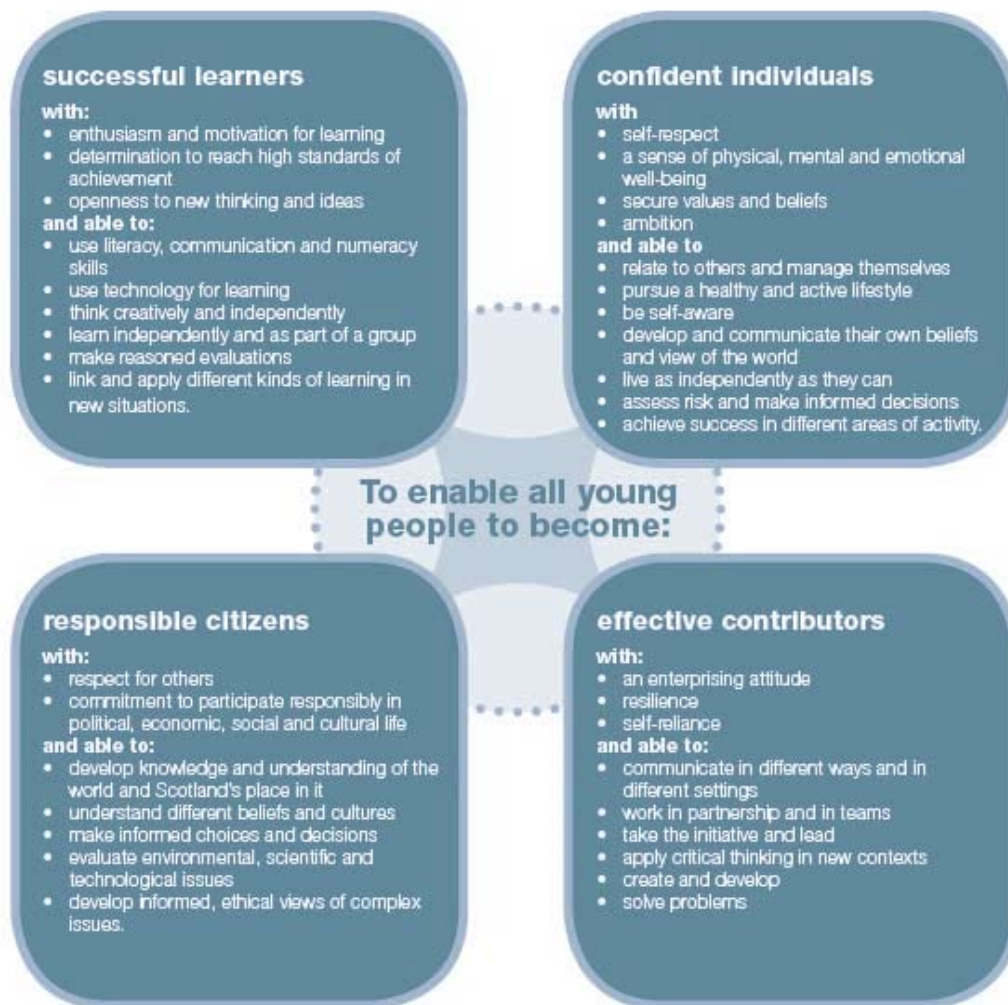 successful learners
with:
• enthusiasm and motivation for learning
• determination to reach high standards of
achievement
• openness to new thinking and ideas
and able to:
• use literacy, communication and numeracy
skills
• use technology for learning
• think creatively and independently
• learn independently and as part of a group
• make reasoned evaluations
• link and apply different kinds of learning in
new situations.
confident individuals
with
• self-respect
• a sense of physical, mental and emotional
well-being
• secure values and beliefs
• ambition
and able to
• relate to others and manage themselves
• pursue a healthy and active lifestyle
• be self-aware
• develop and communicate their own beliefs
and view of the world
• live as independently as they can
• assess risk and make informed decisions
• achieve success in different areas of activity.
To enable all young
people to become:
responsible citizens
with:
• respect for others
• commitment to participate responsibly in
political, economic, social and cultural life
and able to:
• develop knowledge and understanding of the
world and Scotland's place in it
• understand different beliefs and cultures
• make informed choices and decisions
• evaluate environmental, scientific and
technological issues
• develop informed, ethical views of complex
issues.
effective contributors
with:
• an enterprising attitude
• resilience
• self-reliance
and able to:
• communicate in different ways and in
different settings
• work in partnership and in teams
• take the initiative and lead
• apply critical thinking in new contexts
• create and develop
• solve problems